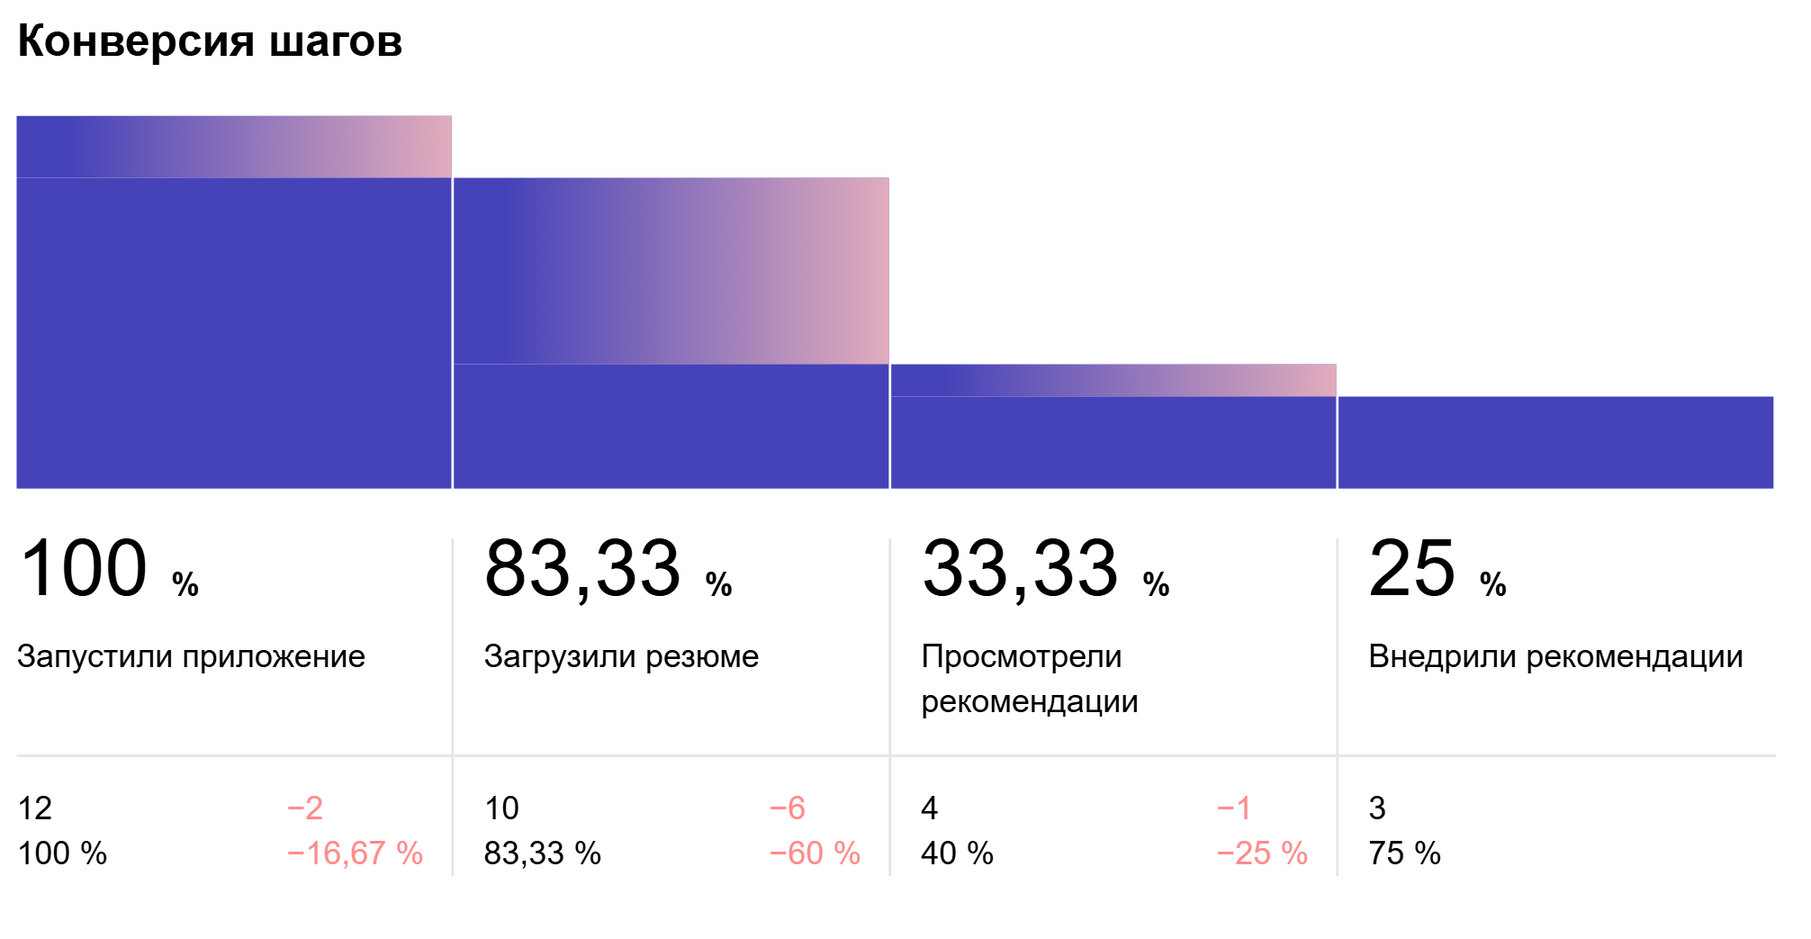 Конверсия шагов
100 %
Запустили приложение
12 −2
100 % −16,67 %
83,33 %
Загрузили резюме
10 −6
83,33 % −60 %
33,33 %
Просмотрели
рекомендации
4 −1
40 % −25 %
25 %
Внедрили рекомендации
3
75 %